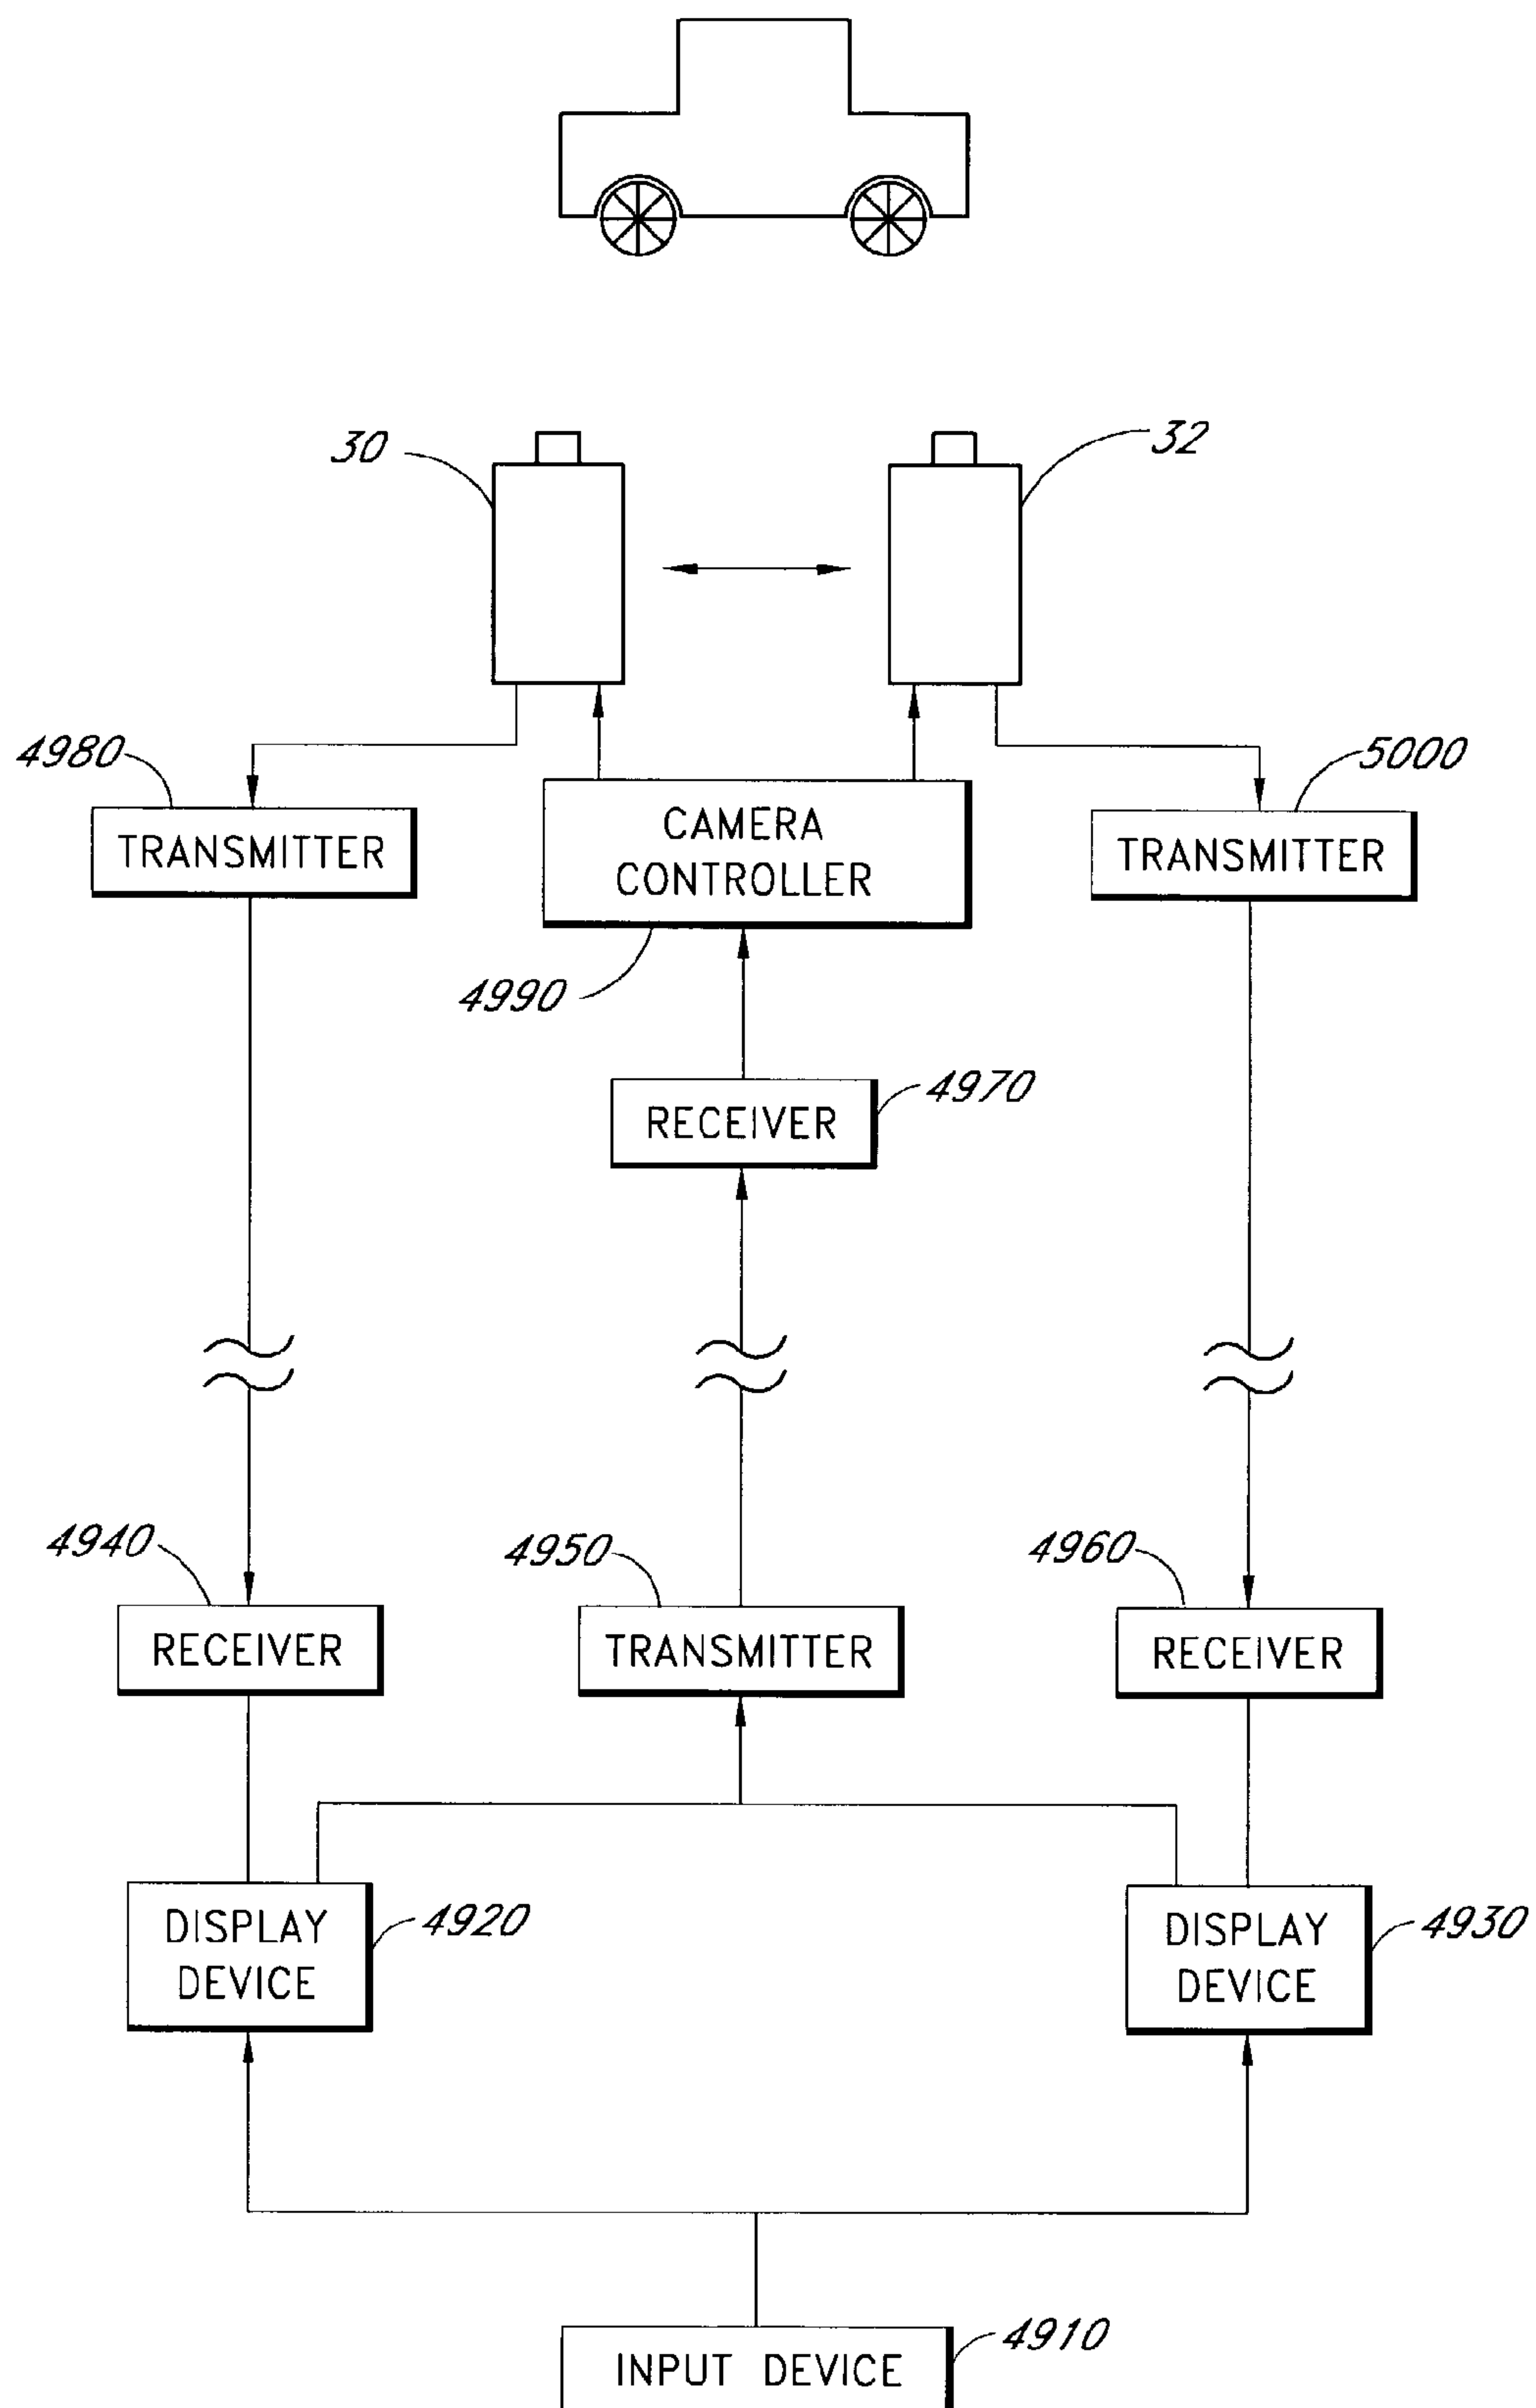 30
32
4980
5000
TRANSMITTER
CAMERA
CONTROLLER
TRANSMITTER
4990
4970
RECEIVER
4940
4950
4960
RECEIVER
TRANSMITTER
RECEIVER
DISPLAY
DEVICE
4920
DISPLAY
DEVICE
4930
4910
INPUT DEVICE